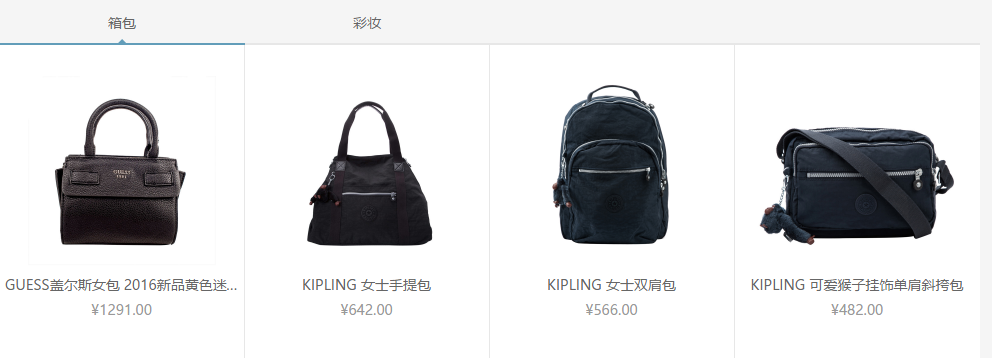 箱包
彩妆
GUESS盖尔斯女包 2016新品黄色迷...
KIPLING 女士手提包
KIPLING 女士双肩包
KIPLING 可爱猴子挂饰单肩斜挎包
¥1291.00
¥642.00
¥566.00
¥482.00